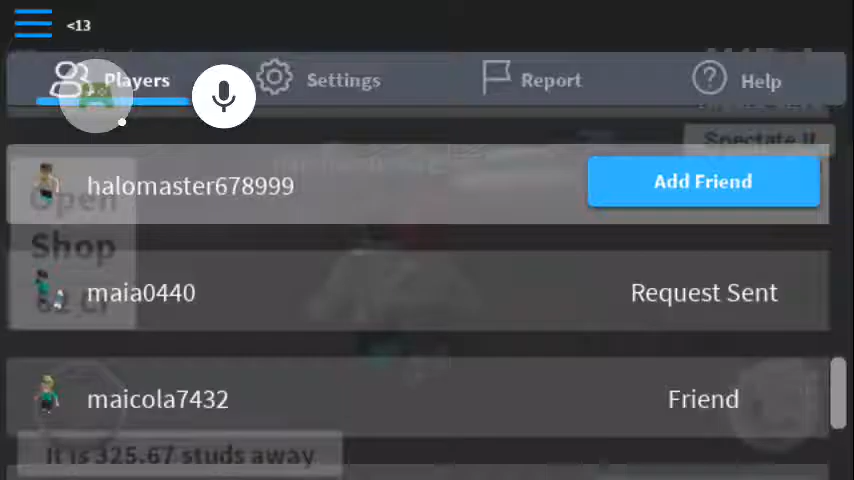 <13
Players Settings Report Help
Spectate It
halomaster678999 Add Friend
Open
Shop
maia0440 Request Sent
maicola7432 Friend
It is 325.67 studs away